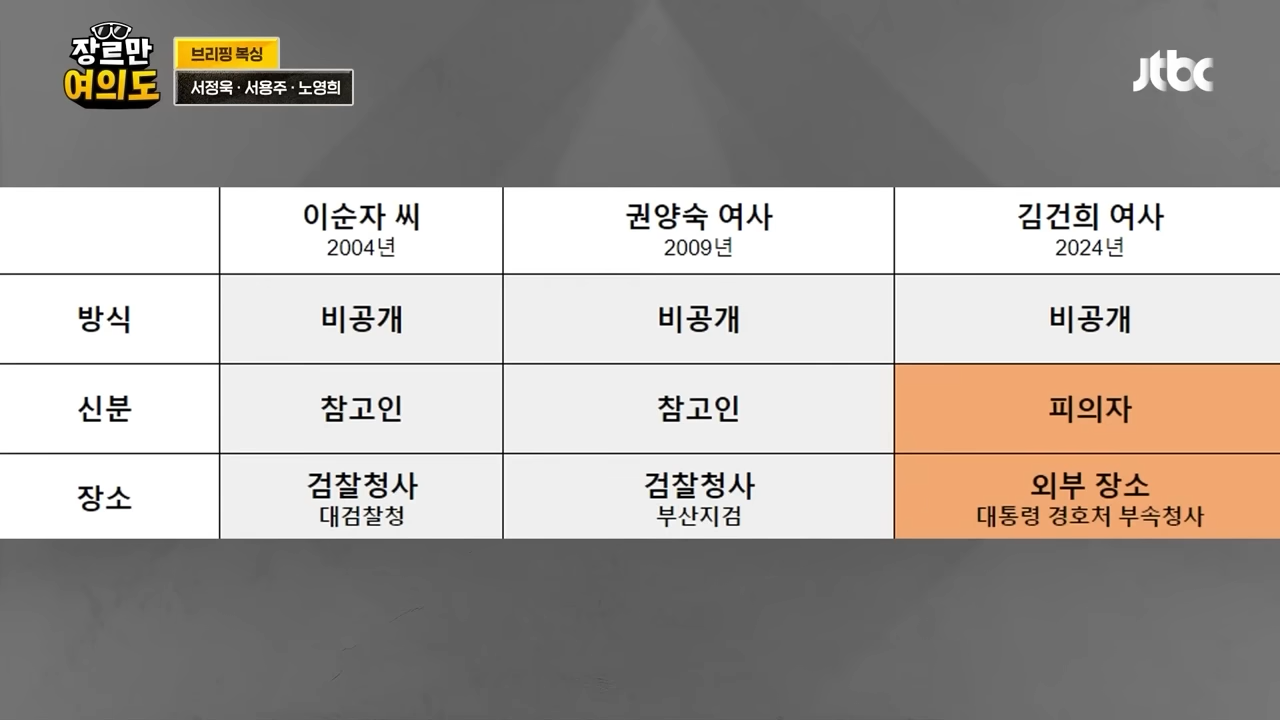 장르만
여의도
브리핑 복싱
서정욱 · 서용주 · 노영희
jtbc
이순자 씨 권양숙 여사 김건희 여사
2004년 2009년 2024년
방식 비공개 비공개 비공개
신분 참고인 참고인 피의자
장소 검찰청사 검찰청사 외부 장소
대검찰청 부산지검 대통령 경호처 부속청사